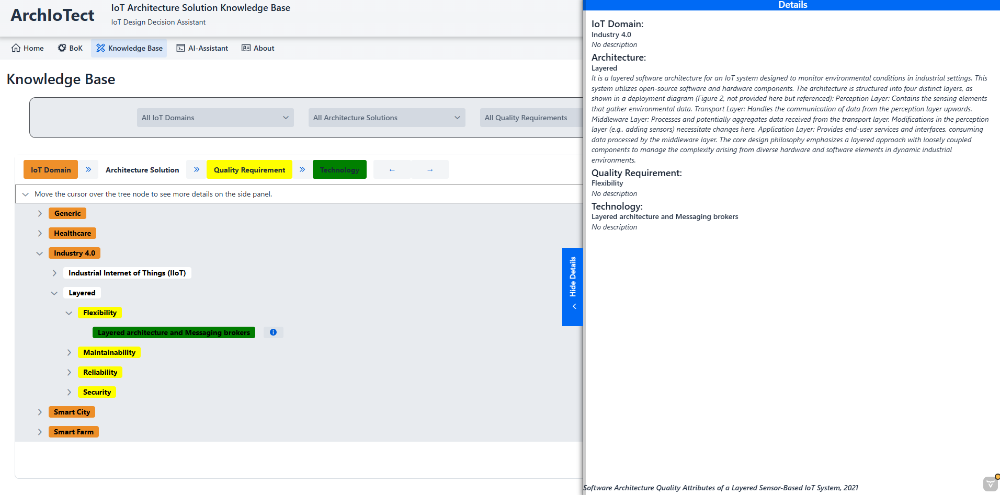 ArchIoTect
IoT Architecture Solution Knowledge Base
IoT Design Decision Assistant
Home
BoK
Knowledge Base
AI-Assistant
About
Knowledge Base
All IoT Domains
All Architecture Solutions
All Quality Requirements
IoT Domain
»
Architecture Solution
»
Quality Requirement
»
Technology
←
→
Move the cursor over the tree node to see more details on the side panel.
Generic
Healthcare
Industry 4.0
Industrial Internet of Things (IIoT)
Layered
Flexibility
Layered architecture and Messaging brokers
Maintainability
Reliability
Security
Smart City
Smart Farm
Hide Details
Details
IoT Domain:
Industry 4.0
No description
Architecture:
Layered
It is a layered software architecture for an IoT system designed to monitor environmental conditions in industrial settings. This
system utilizes open-source software and hardware components. The architecture is structured into four distinct layers, as
shown in a deployment diagram (Figure 2, not provided here but referenced): Perception Layer: Contains the sensing elements
that gather environmental data. Transport Layer: Handles the communication of data from the perception layer upwards.
Middleware Layer: Processes and potentially aggregates data received from the transport layer. Modifications in the perception
layer (e.g., adding sensors) necessitate changes here. Application Layer: Provides end-user services and interfaces, consuming
data processed by the middleware layer. The core design philosophy emphasizes a layered approach with loosely coupled
components to manage the complexity arising from diverse hardware and software elements in dynamic industrial
environments.
Quality Requirement:
Flexibility
No description
Technology:
Layered architecture and Messaging brokers
No description
Software Architecture Quality Attributes of a Layered Sensor-Based IoT System, 2021